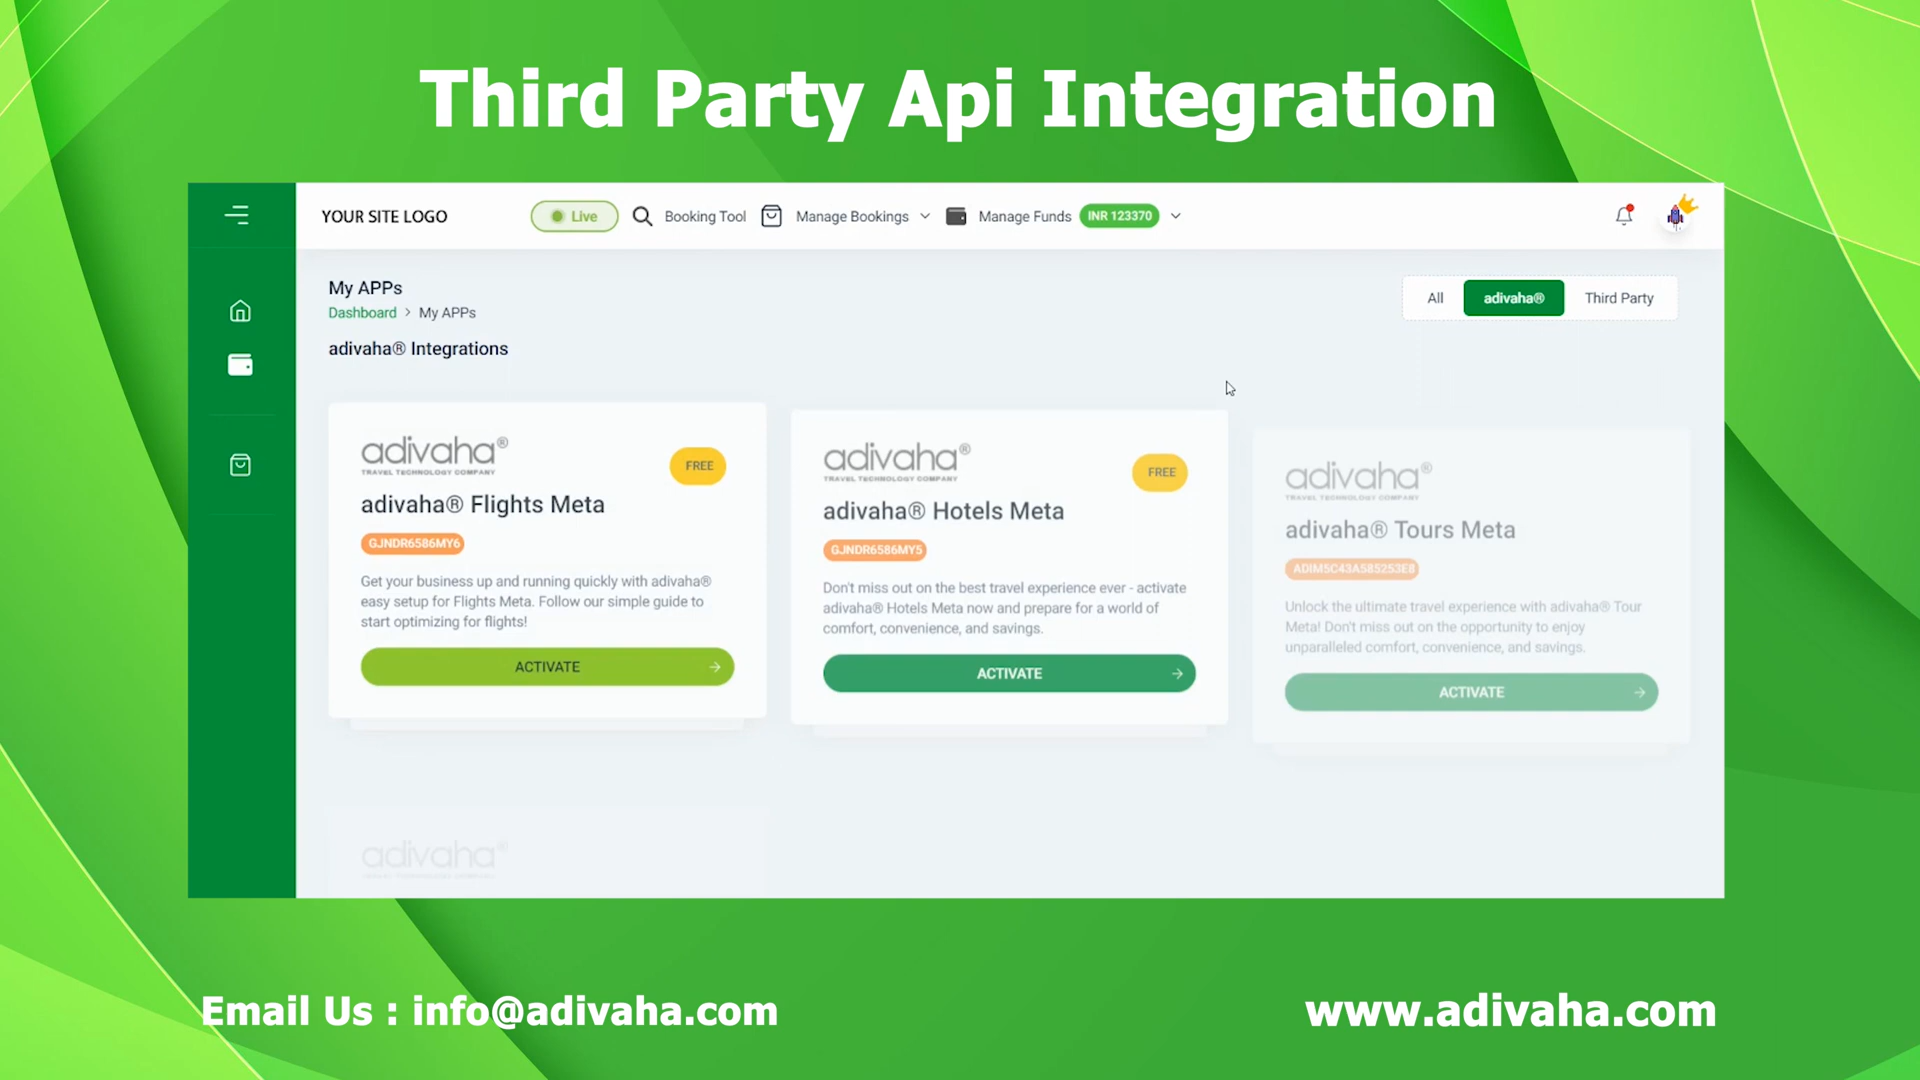 Third Party Api Integration
YOUR SITE LOGO
Live
Booking Tool
Manage Bookings
Manage Funds
INR 123370
My APPs
Dashboard > My APPs
All
adivaha®
Third Party
adivaha® Integrations
adivaha®
TRAVEL TECHNOLOGY COMPANY
FREE
adivaha® Flights Meta
GJNDR6586MY6
Get your business up and running quickly with adivaha®
easy setup for Flights Meta. Follow our simple guide to
start optimizing for flights!
ACTIVATE
adivaha®
TRAVEL TECHNOLOGY COMPANY
FREE
adivaha® Hotels Meta
GJNDR6586MY5
Don't miss out on the best travel experience ever - activate
adivaha® Hotels Meta now and prepare for a world of
comfort, convenience, and savings.
ACTIVATE
adivaha®
TRAVEL TECHNOLOGY COMPANY
adivaha® Tours Meta
ADIM5C43A585253E8
Unlock the ultimate travel experience with adivaha® Tour
Meta! Don't miss out on the opportunity to enjoy
unparalleled comfort, convenience, and savings.
ACTIVATE
adivaha®
Email Us : info@adivaha.com
www.adivaha.com